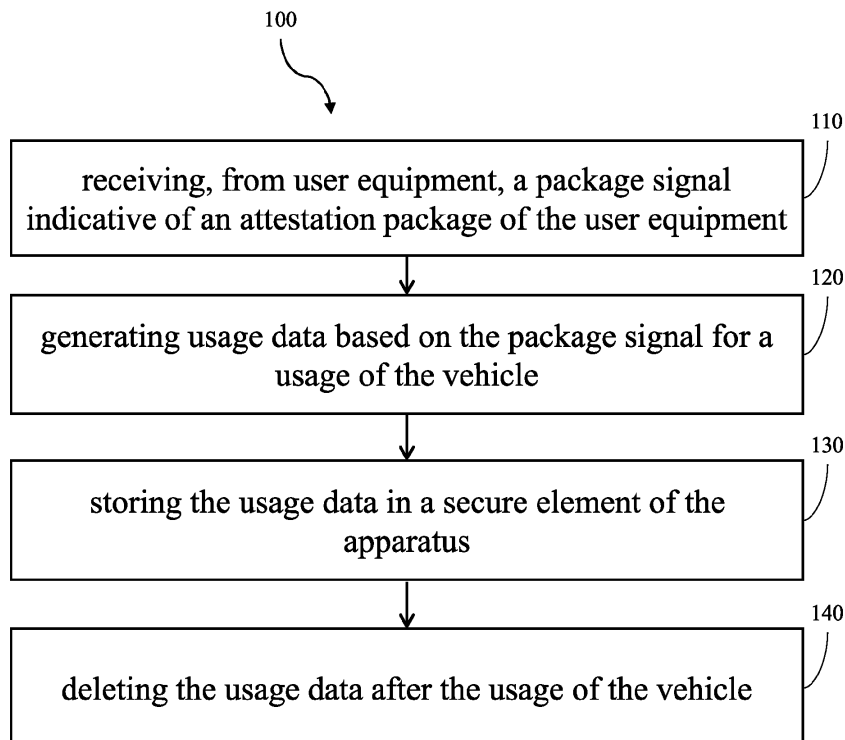 100
110
receiving, from user equipment, a package signal
indicative of an attestation package of the user equipment
120
generating usage data based on the package signal for a
usage of the vehicle
130
storing the usage data in a secure element of the
apparatus
140
deleting the usage data after the usage of the vehicle